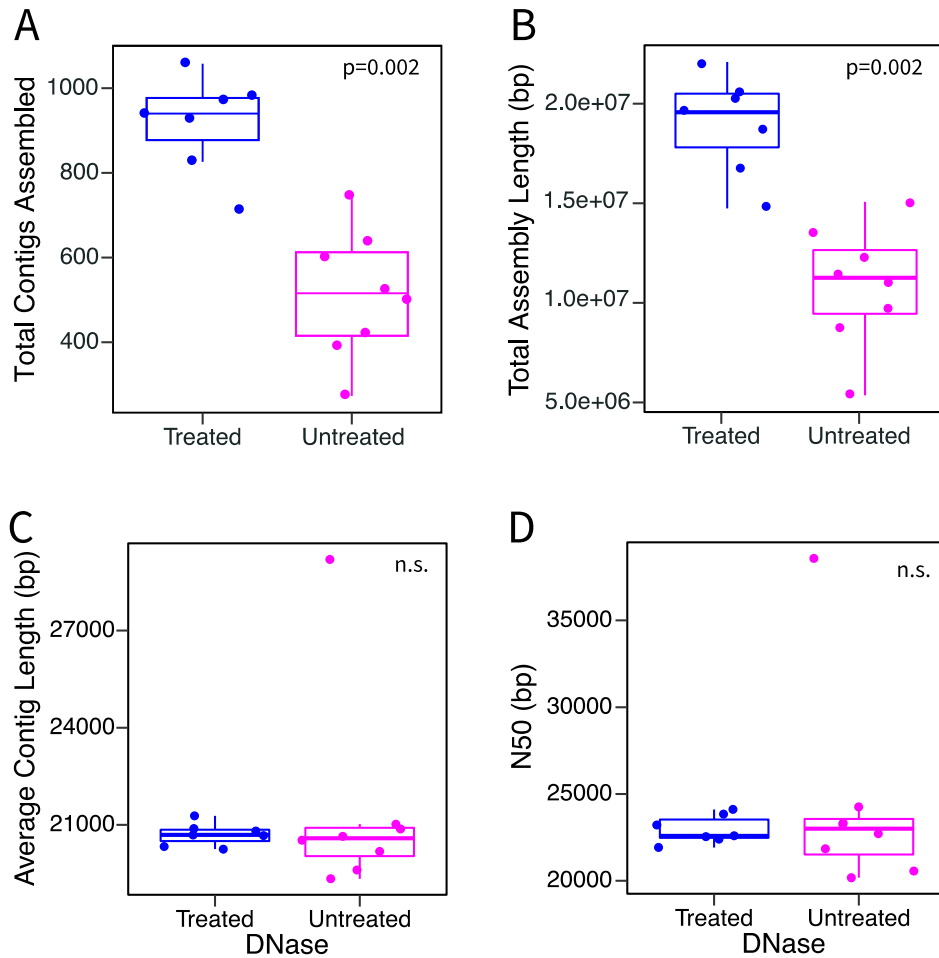 A
Total Contigs Assembled
1000
800
600
400
p=0.002
Treated
Untreated
B
Total Assembly Length (bp)
2.0e+07
1.5e+07
1.0e+07
5.0e+06
p=0.002
Treated
Untreated
C
Average Contig Length (bp)
27000
24000
21000
n.s.
Treated
Untreated
DNase
D
N50 (bp)
35000
30000
25000
20000
n.s.
Treated
Untreated
DNase